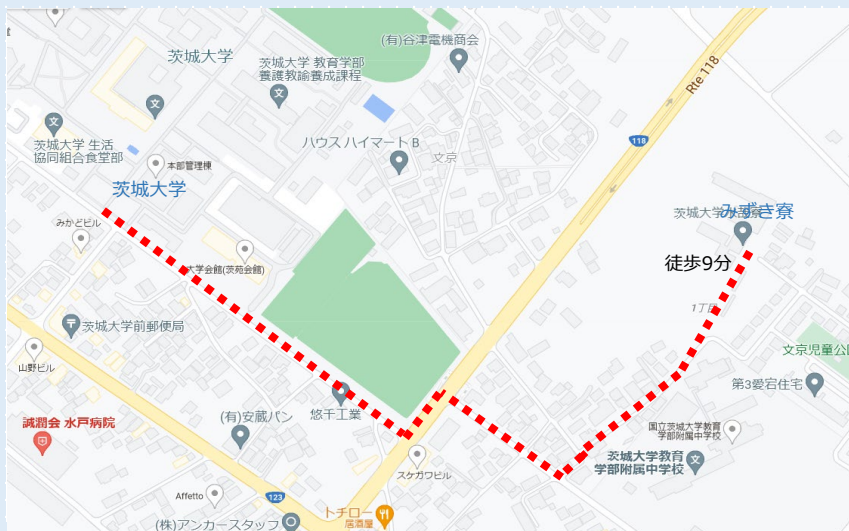 茨城大学
(有)谷津電機商会
茨城大学 教育学部
養護教諭養成課程
Rte 118
118
茨城大学 生活
協同組合食堂部
本部管理棟
ハウス ハイマート B
文京
茨城大学
みずき寮
みかどビル
大学会館(茨苑会館)
徒歩9分
1丁目
茨城大学前郵便局
山野ビル
文京児童公園
第3愛宕住宅
誠潤会 水戸病院
(有)安蔵パン
悠千工業
国立茨城大学教育
学部附属中学校
スケガワビル
茨城大学教育
学部附属中学校
Affetto
123
トチロー
居酒屋
(株)アンカースタッフ